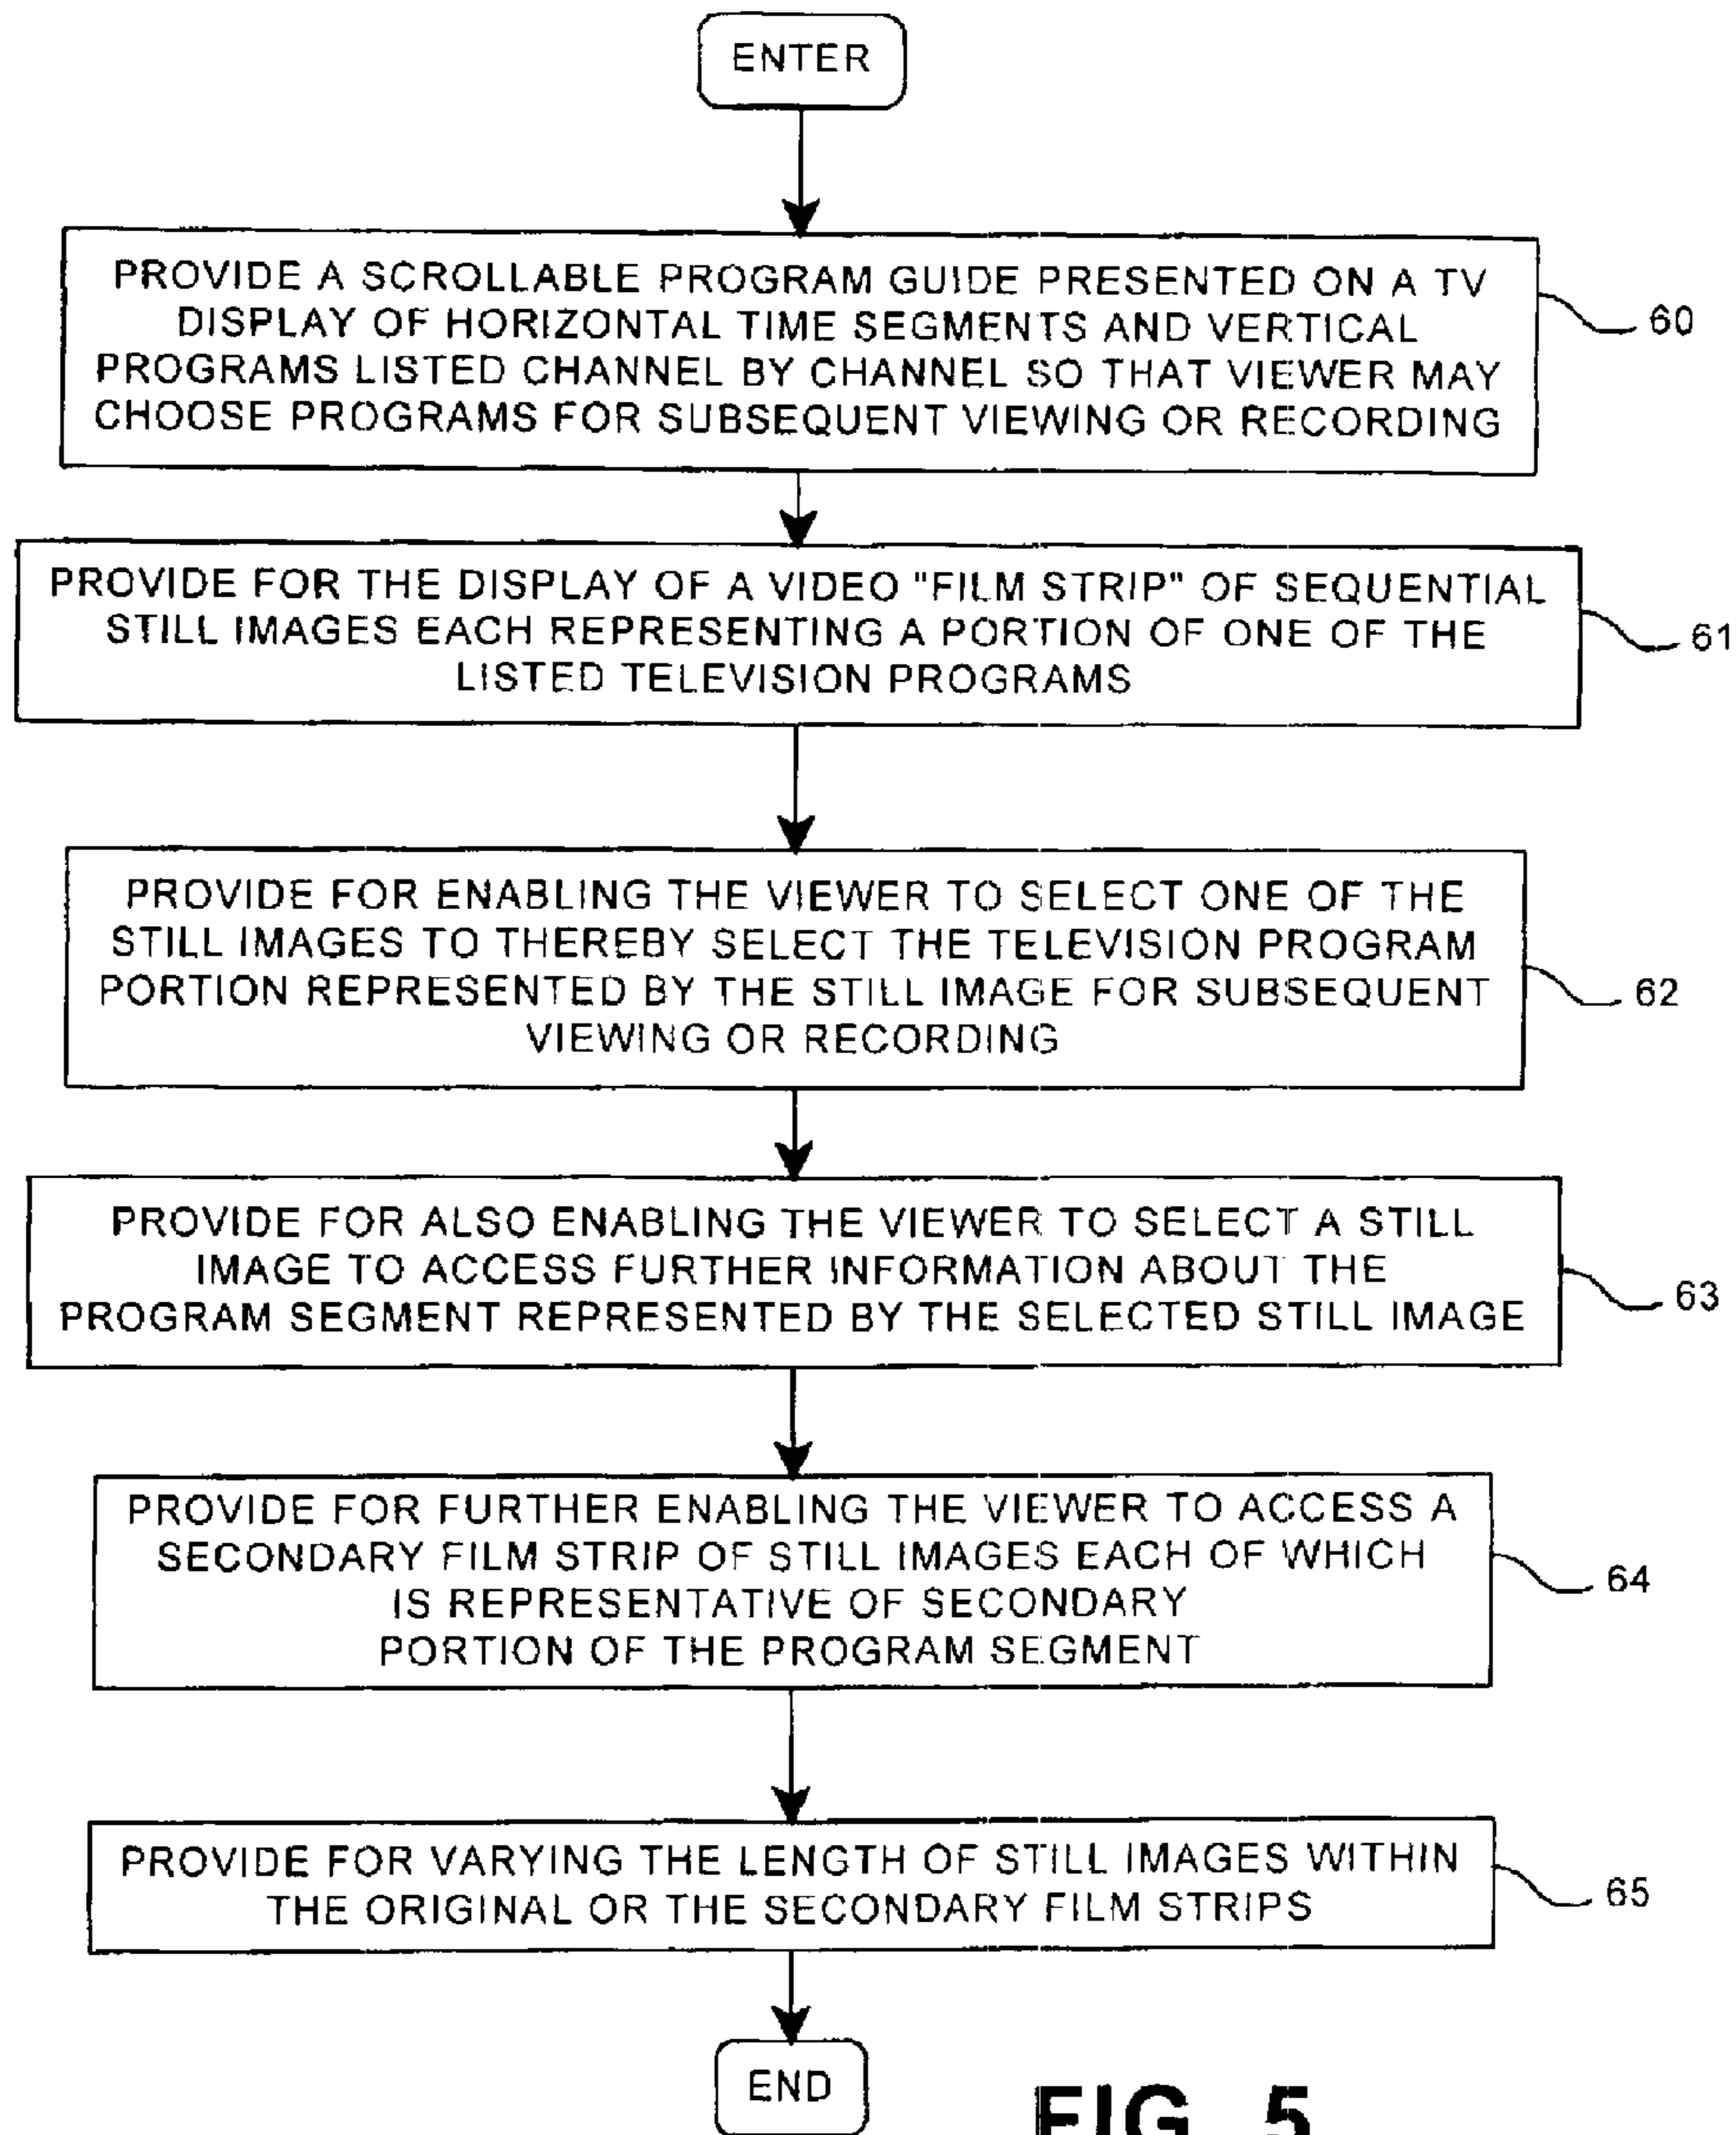 ENTER
PROVIDE A SCROLLABLE PROGRAM GUIDE PRESENTED ON A TV
DISPLAY OF HORIZONTAL TIME SEGMENTS AND VERTICAL
PROGRAMS LISTED CHANNEL BY CHANNEL SO THAT VIEWER MAY
CHOOSE PROGRAMS FOR SUBSEQUENT VIEWING OR RECORDING
60
PROVIDE FOR THE DISPLAY OF A VIDEO "FILM STRIP" OF SEQUENTIAL
STILL IMAGES EACH REPRESENTING A PORTION OF ONE OF THE
LISTED TELEVISION PROGRAMS
61
PROVIDE FOR ENABLING THE VIEWER TO SELECT ONE OF THE
STILL IMAGES TO THEREBY SELECT THE TELEVISION PROGRAM
PORTION REPRESENTED BY THE STILL IMAGE FOR SUBSEQUENT
VIEWING OR RECORDING
62
PROVIDE FOR ALSO ENABLING THE VIEWER TO SELECT A STILL
IMAGE TO ACCESS FURTHER INFORMATION ABOUT THE
PROGRAM SEGMENT REPRESENTED BY THE SELECTED STILL IMAGE
63
PROVIDE FOR FURTHER ENABLING THE VIEWER TO ACCESS A
SECONDARY FILM STRIP OF STILL IMAGES EACH OF WHICH
IS REPRESENTATIVE OF SECONDARY
PORTION OF THE PROGRAM SEGMENT
64
PROVIDE FOR VARYING THE LENGTH OF STILL IMAGES WITHIN
THE ORIGINAL OR THE SECONDARY FILM STRIPS
65
END
FIG. 5